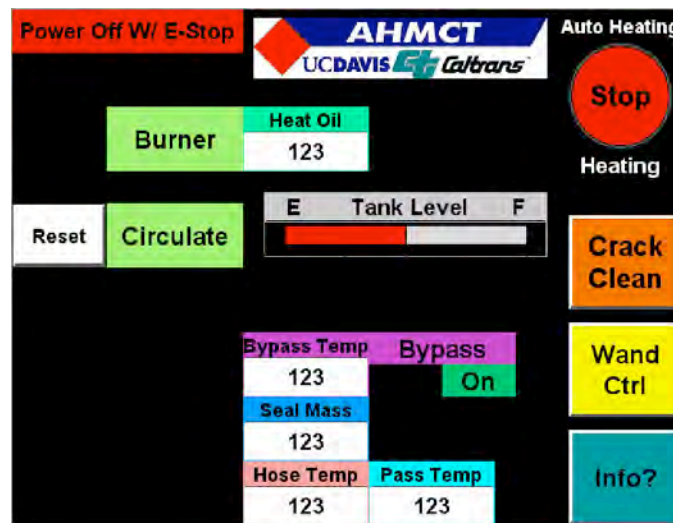 Power Off W/ E-Stop
AHMCT
UCDAVIS CT Caltrans
Auto Heating
Stop
Heating
Burner
Heat Oil
123
Reset
Circulate
E Tank Level F
Crack
Clean
Bypass Temp
123
Bypass
On
Wand
Ctrl
Seal Mass
123
Hose Temp
123
Pass Temp
123
Info?